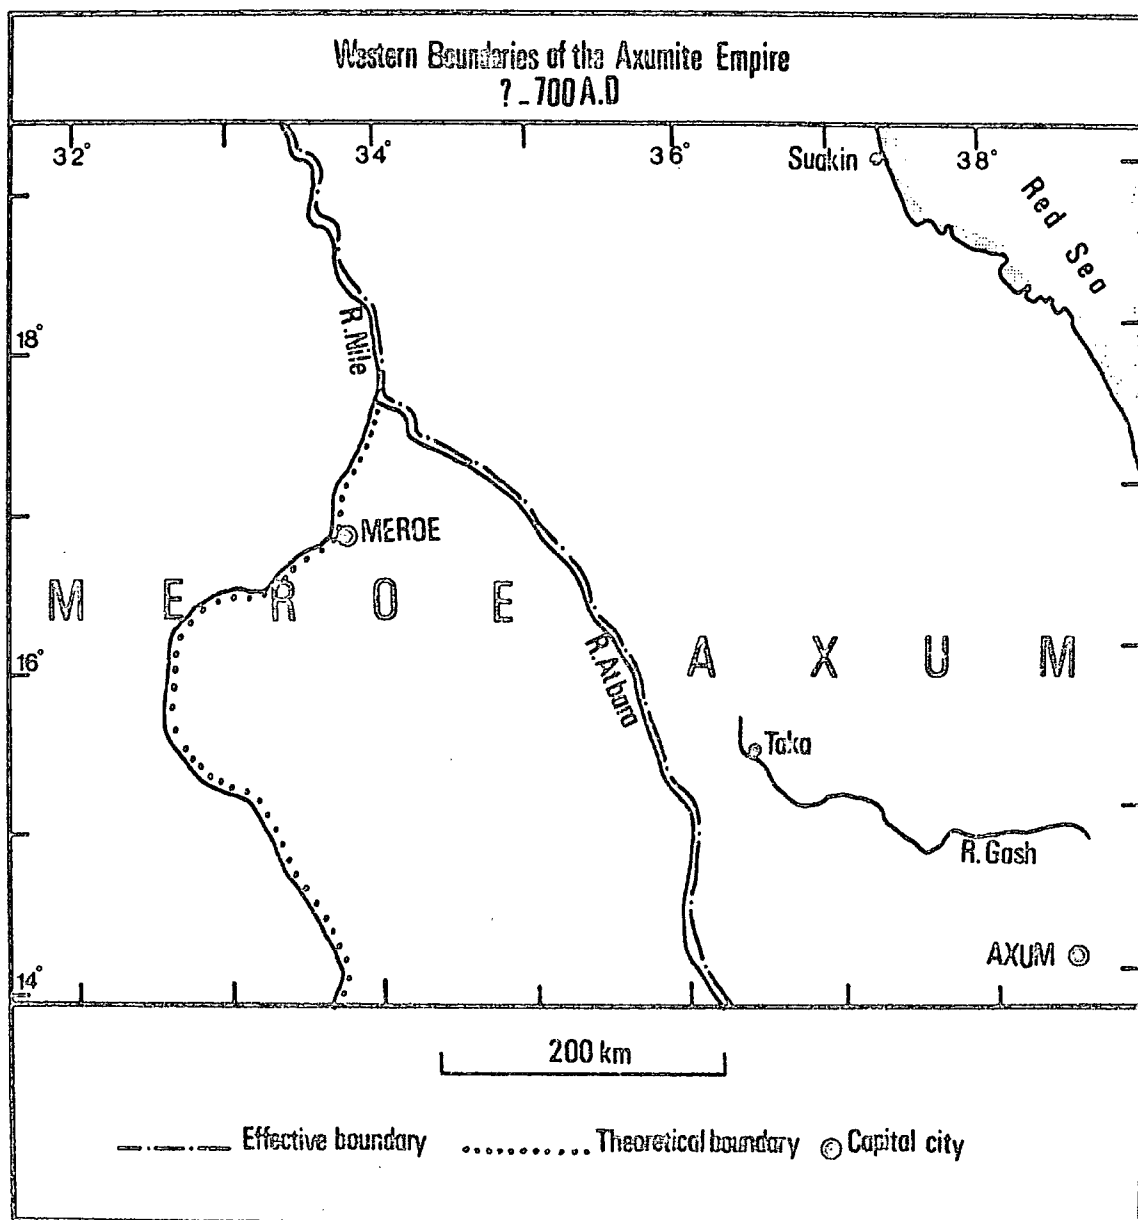 Western Boundaries of the Axumite Empire
? - 700 A.D
32° 34° 36° 38°
Suakin
Red Sea
18°
R. Nile
MEROE
M E R O E
A X U M
16°
R. Atbara
Taka
R. Gash
14°
AXUM
200 km
Effective boundary Theoretical boundary Capital city